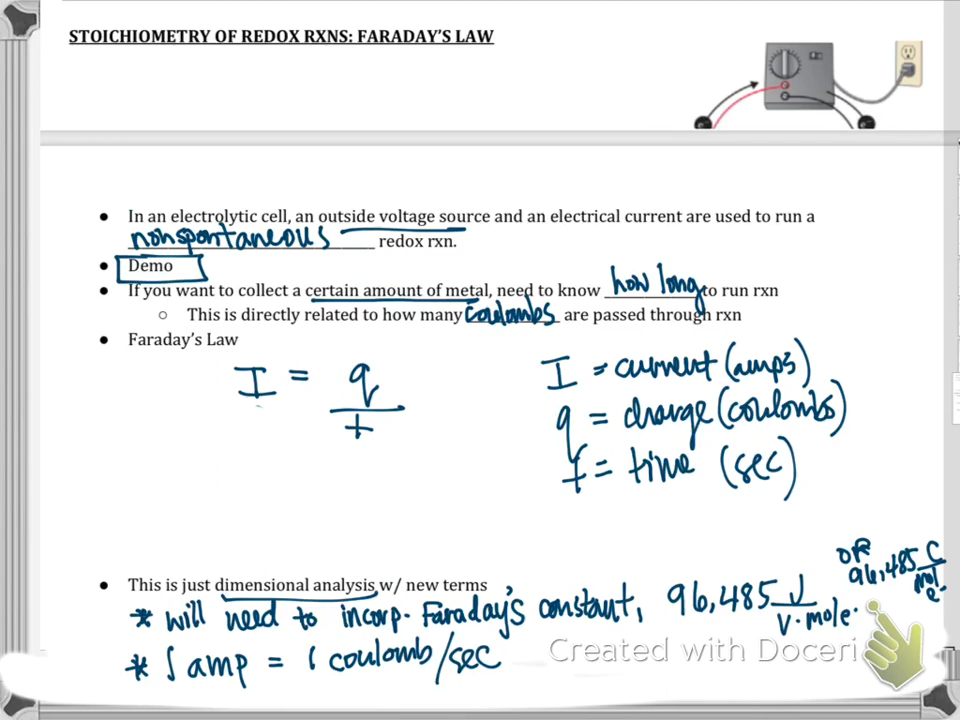 STOICHIOMETRY OF REDOX RXNS: FARADAY'S LAW
● In an electrolytic cell, an outside voltage source and an electrical current are used to run a
nonspontaneous redox rxn.
● Demo
● If you want to collect a certain amount of metal, need to know how long to run rxn
○ This is directly related to how many coulombs are passed through rxn
● Faraday's Law
I = q/t
I = current (amps)
q = charge (coulombs)
t = time (sec)
● This is just dimensional analysis w/ new terms
* will need to incorp. Faraday's constant, 96,485 J/V·mole
or 96,485 C/mol e-
* 1 amp = 1 coulomb/sec
Created with Doceri